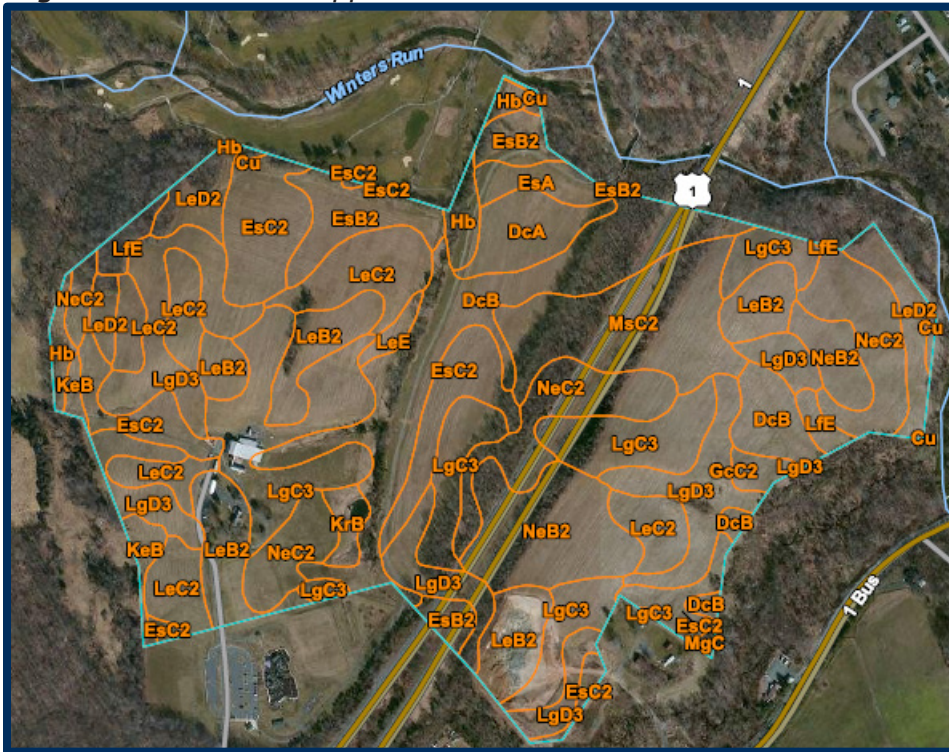 Winters Run
1
Hb Cu
EsB2
Hb
Cu
EsC2
EsC2
LeD2
EsA
EsB2
1
EsB2
EsC2
Hb
DcA
LfE
LgC3
LfE
LeC2
NeC2
DcB
LeC2
LeB2
LeD2
MsC2
Cu
LeD2
LeC2
LeB2
LeE
NeC2
Hb
LgD3
NeB2
LgD3
LeB2
EsC2
KeB
NeC2
EsC2
DcB
LfE
Cu
LgC3
LeC2
LgC3
GcC2
LgD3
LgC3
LgD3
LgD3
KrB
LeC2
DcB
NeB2
KeB
LeB2
NeC2
LeC2
LgC3
LgD3
1 Bus
LgC3
LgC3
DcB
EsB2
EsC2
EsC2
LeB2
MgC
EsC2
LgD3